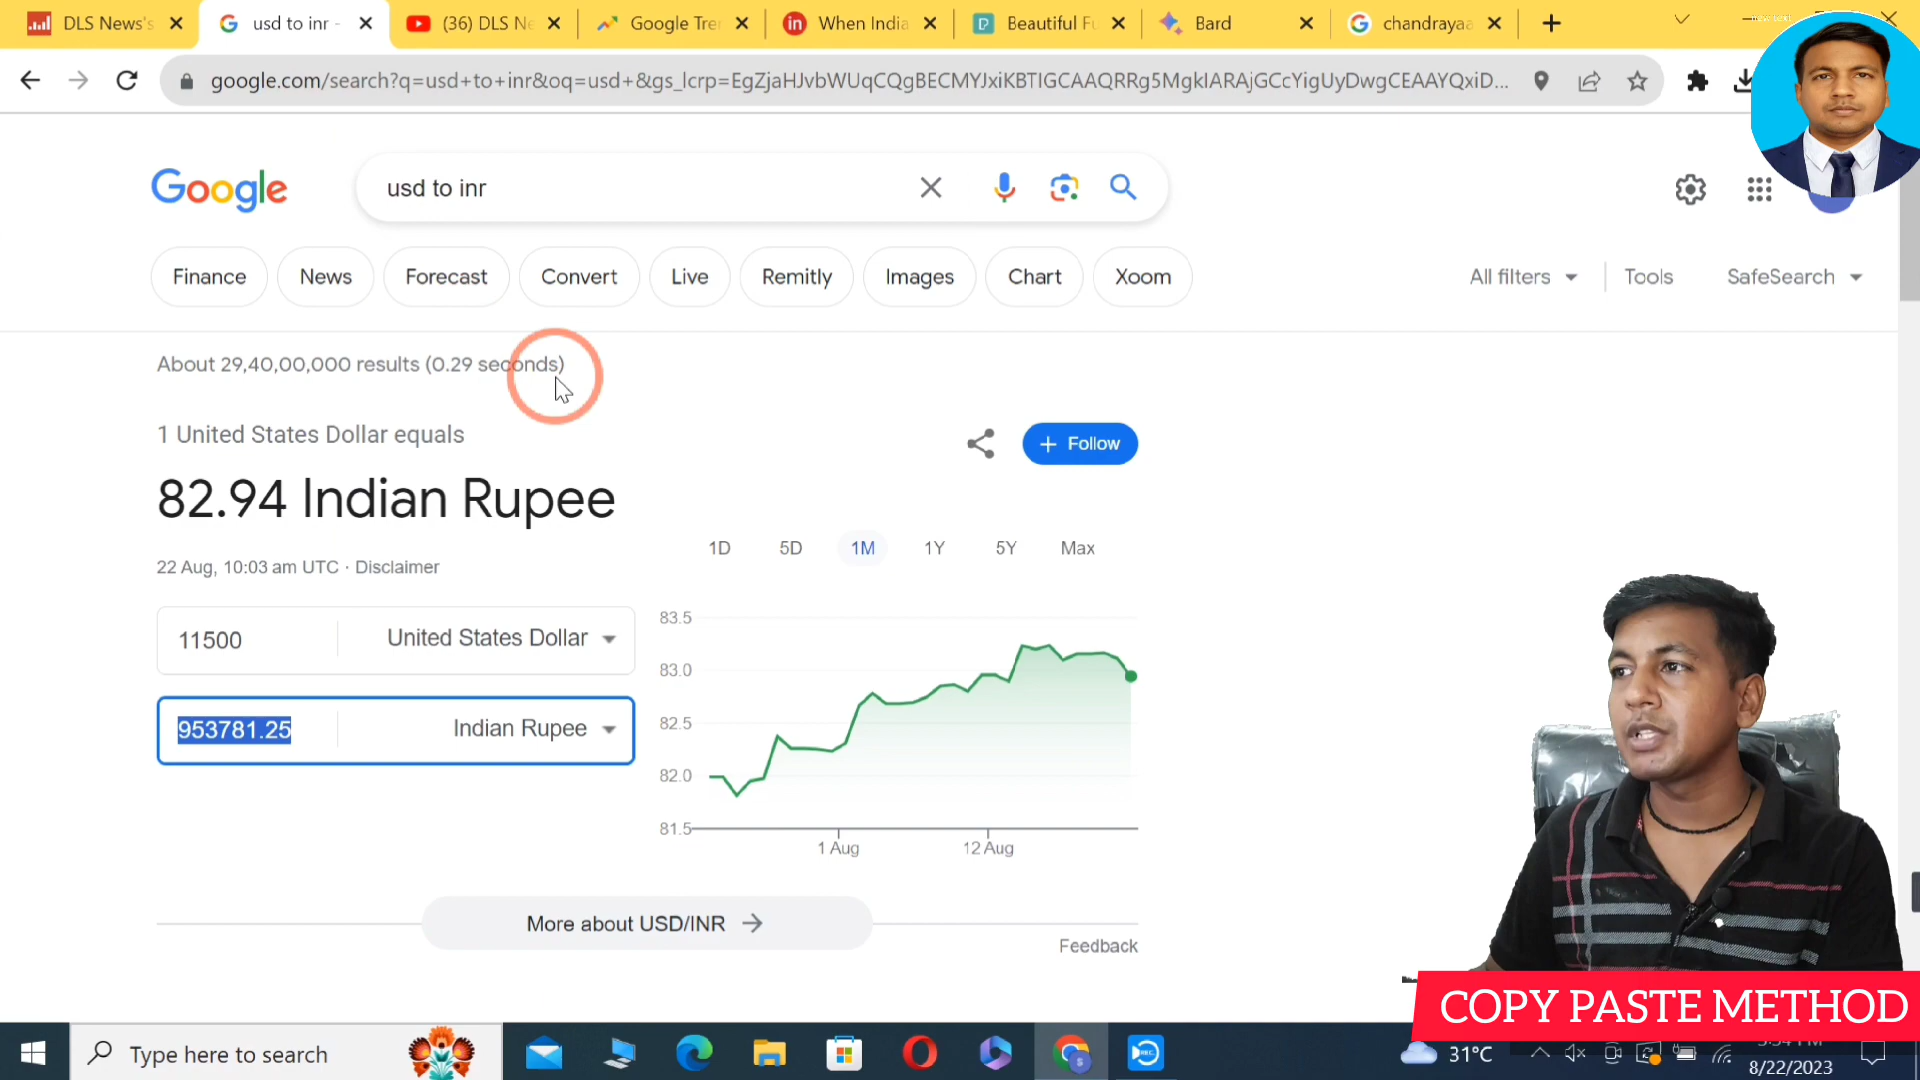 DLS News's
usd to inr -
(36) DLS Ne
Google Tre
When India
Beautiful Fu
Bard
chandrayaa
google.com/search?q=usd+to+inr&oq=usd+&gs_lcrp=EgZjaHJvbWUqCQgBECMYJxiKBTIGCAAQRRg5MgkIARAjGCcYigUyDwgCEAAYQxiD...
Google
usd to inr
Finance
News
Forecast
Convert
Live
Remitly
Images
Chart
Xoom
All filters
Tools
SafeSearch
About 29,40,00,000 results (0.29 seconds)
1 United States Dollar equals
82.94 Indian Rupee
Follow
22 Aug, 10:03 am UTC · Disclaimer
1D 5D 1M 1Y 5Y Max
11500 United States Dollar
953781.25 Indian Rupee
83.5
83.0
82.5
82.0
81.5
1 Aug
12 Aug
More about USD/INR
Feedback
COPY PASTE METHOD
Type here to search
31°C
8/22/2023